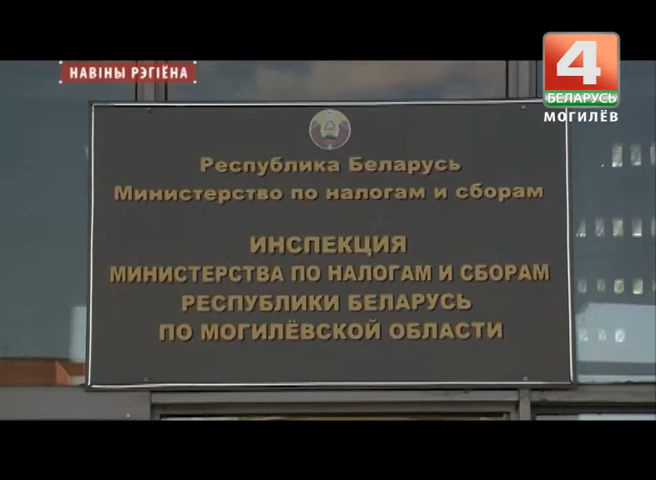 НАВІНЫ РЭГІЁНА
4
БЕЛАРУСЬ
МОГИЛЁВ
Республика Беларусь
Министерство по налогам и сборам
ИНСПЕКЦИЯ
МИНИСТЕРСТВА ПО НАЛОГАМ И СБОРАМ
РЕСПУБЛИКИ БЕЛАРУСЬ
ПО МОГИЛЁВСКОЙ ОБЛАСТИ